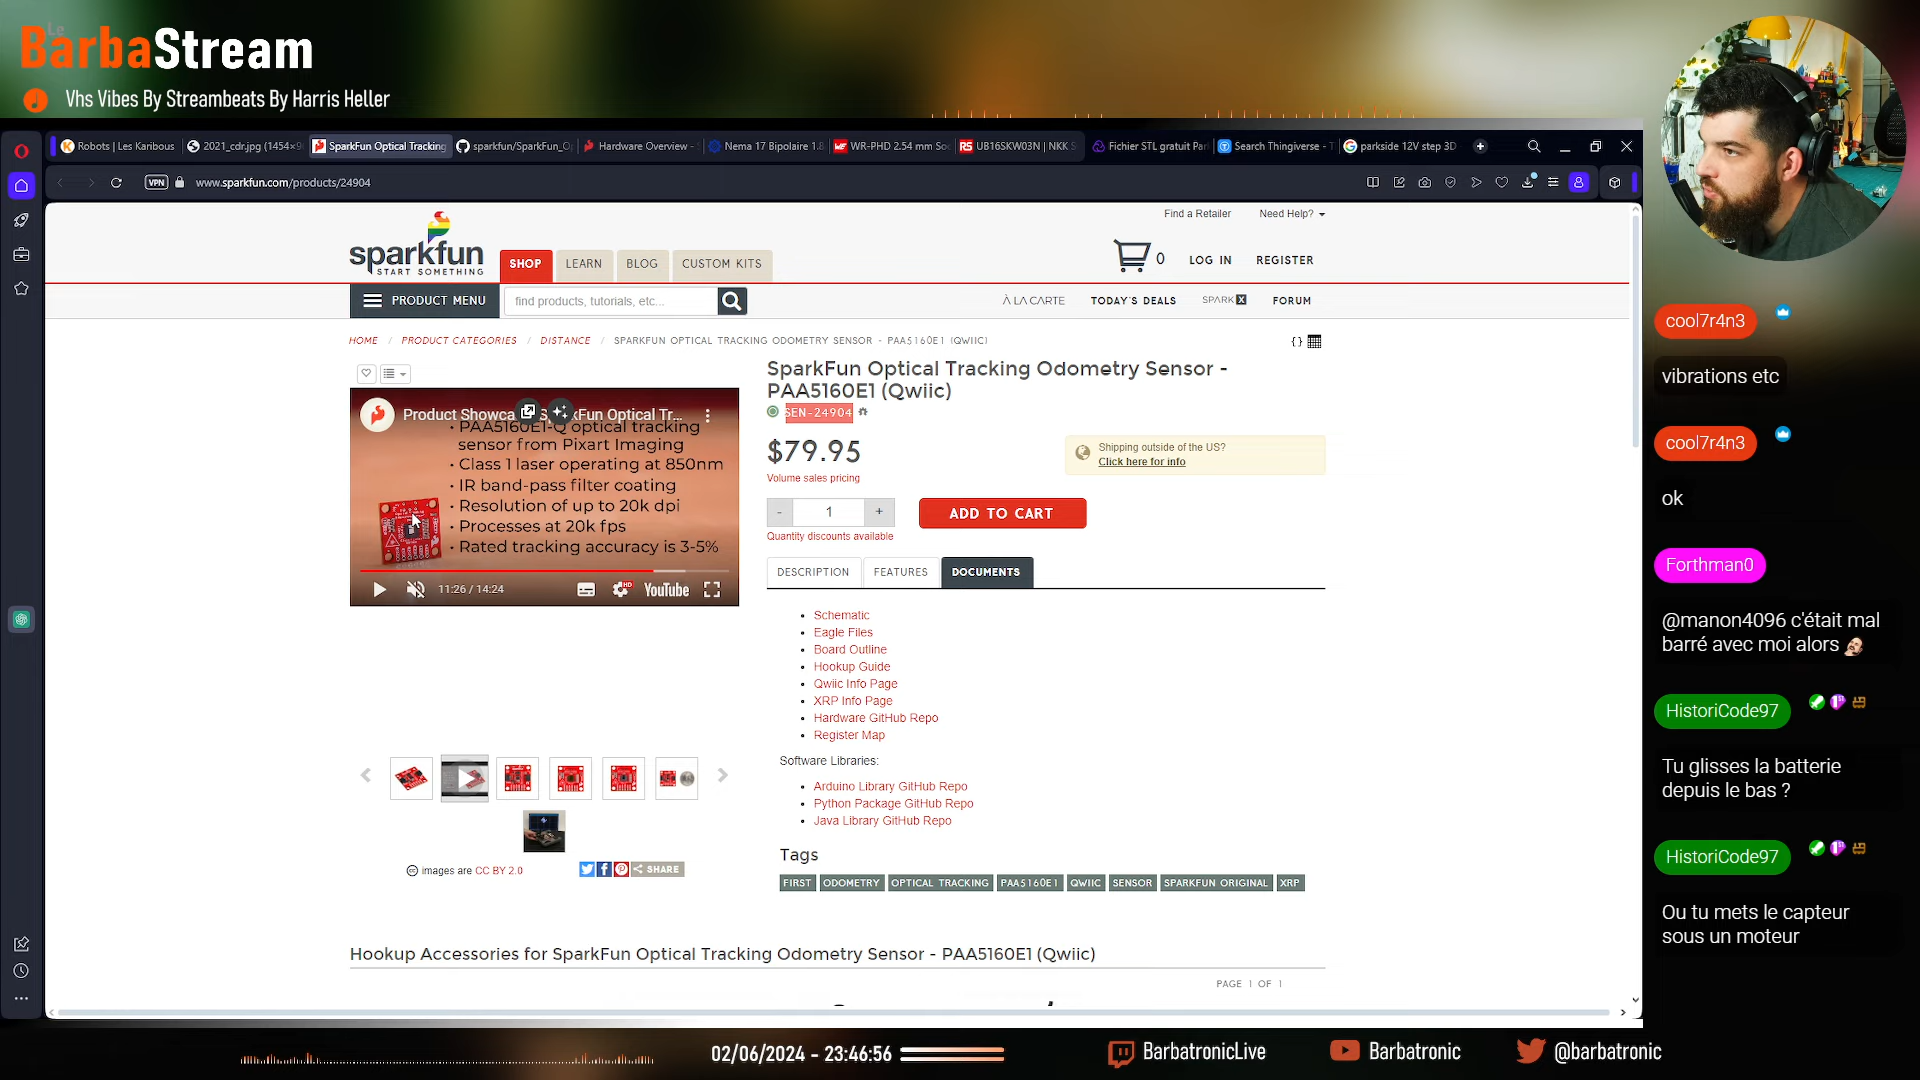 Le
BarbaStream
Vhs Vibes By Streambeats By Harris Heller
Robots | Les Karibous
2021_cdr.jpg (1454×9
SparkFun Optical Tracking
sparkfun/SparkFun_O
Hardware Overview -
Nema 17 Bipolaire 1.8
WR-PHD 2.54 mm So
RS UB16SKW03N | NKK S
Fichier STL gratuit Par
Search Thingiverse - T
parkside 12V step 3D
VPN
www.sparkfun.com/products/24904
Find a Retailer
Need Help?
sparkfun
START SOMETHING
SHOP
LEARN
BLOG
CUSTOM KITS
0
LOG IN
REGISTER
PRODUCT MENU
find products, tutorials, etc...
À LA CARTE
TODAY'S DEALS
SPARK X
FORUM
HOME / PRODUCT CATEGORIES / DISTANCE / SPARKFUN OPTICAL TRACKING ODOMETRY SENSOR - PAA5160E1 (QWIIC)
{ }
SparkFun Optical Tracking Odometry Sensor -
PAA5160E1 (Qwiic)
SEN-24904
$79.95
Volume sales pricing
Shipping outside of the US?
Click here for info
- 1 +
ADD TO CART
Quantity discounts available
Product Showca SparkFun Optical Tr...
• PAA5160E1-Q optical tracking
sensor from Pixart Imaging
• Class 1 laser operating at 850nm
• IR band-pass filter coating
• Resolution of up to 20k dpi
• Processes at 20k fps
• Rated tracking accuracy is 3-5%
11:26 / 14:24
HD
YouTube
DESCRIPTION
FEATURES
DOCUMENTS
• Schematic
• Eagle Files
• Board Outline
• Hookup Guide
• Qwiic Info Page
• XRP Info Page
• Hardware GitHub Repo
• Register Map
Software Libraries:
• Arduino Library GitHub Repo
• Python Package GitHub Repo
• Java Library GitHub Repo
Tags
FIRST
ODOMETRY
OPTICAL TRACKING
PAA5160E1
QWIIC
SENSOR
SPARKFUN ORIGINAL
XRP
images are CC BY 2.0
SHARE
Hookup Accessories for SparkFun Optical Tracking Odometry Sensor - PAA5160E1 (Qwiic)
PAGE 1 OF 1
cool7r4n3
vibrations etc
cool7r4n3
ok
Forthman0
@manon4096 c'était mal
barré avec moi alors
HistoriCode97
Tu glisses la batterie
depuis le bas ?
HistoriCode97
Ou tu mets le capteur
sous un moteur
02/06/2024 - 23:46:56
BarbatronicLive
Barbatronic
@barbatronic